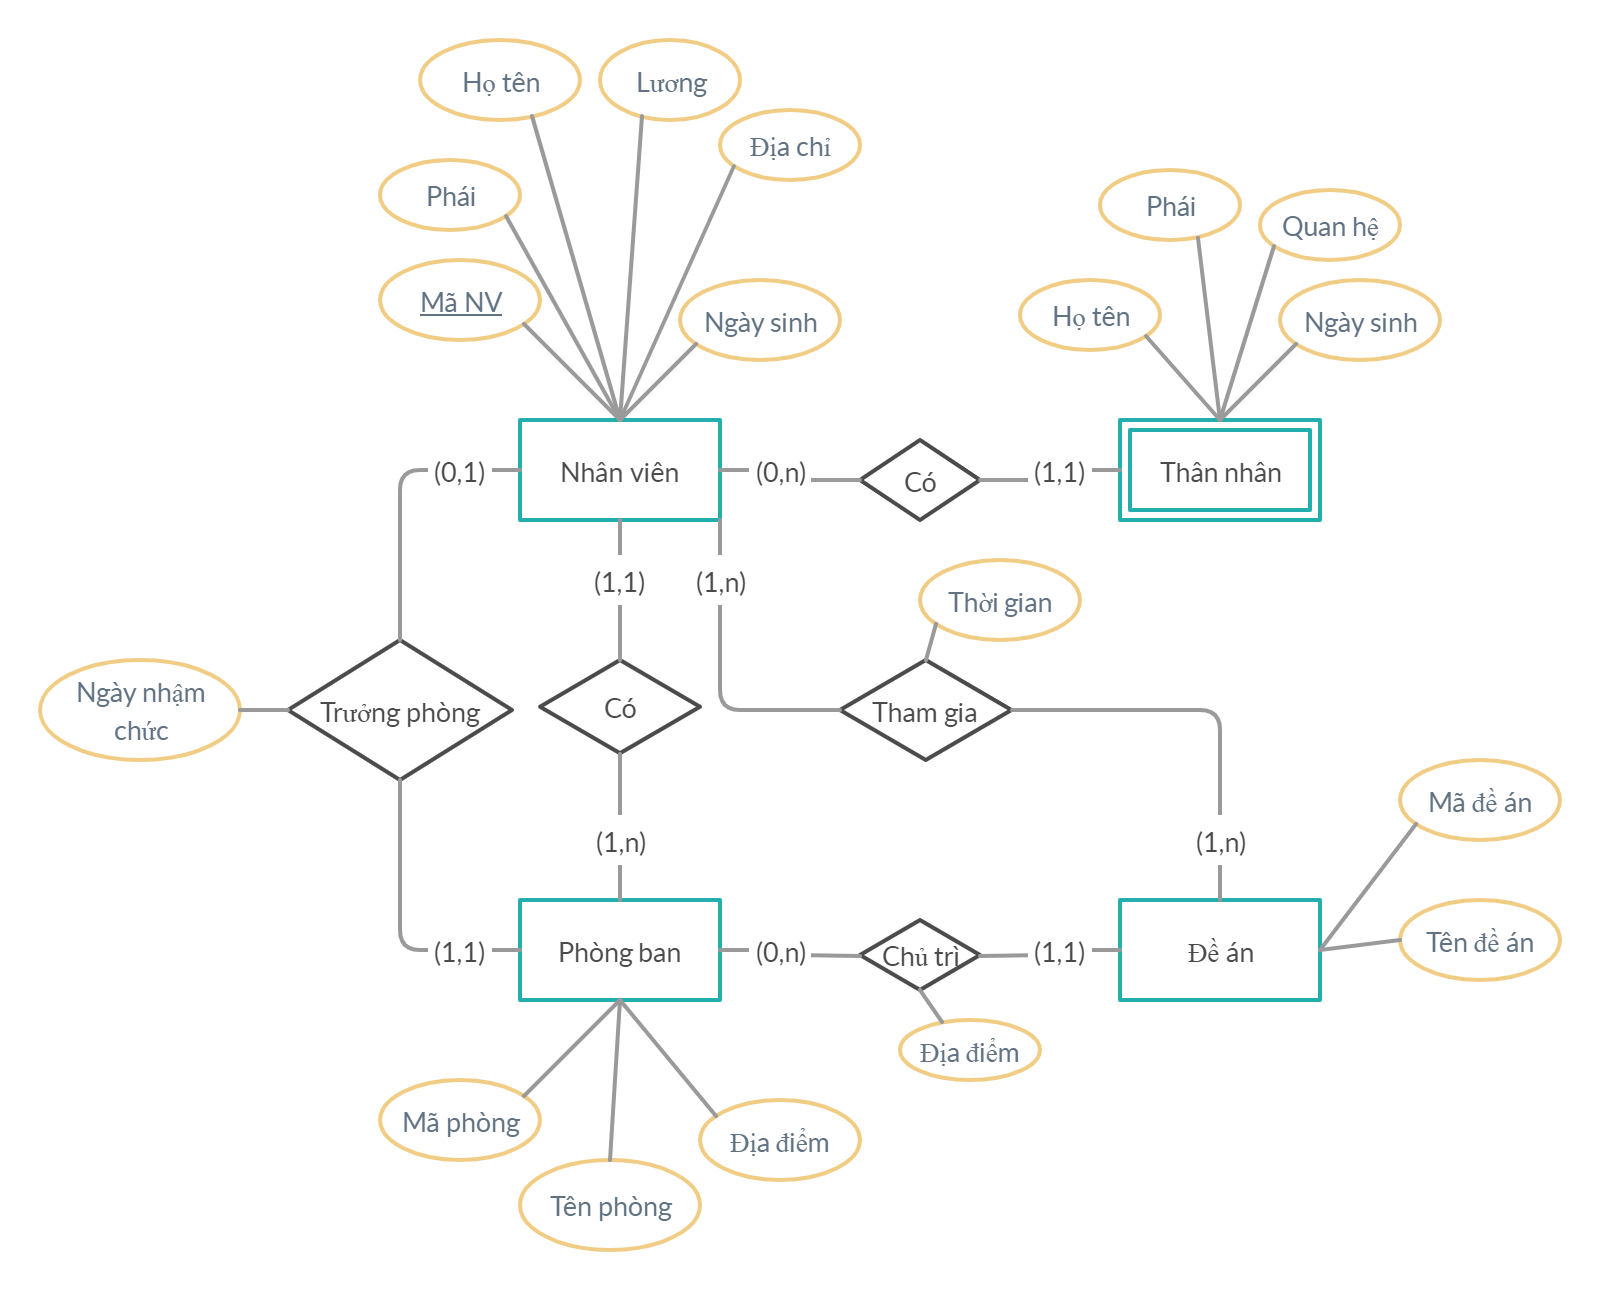 Họ tên
Lương
Địa chỉ
Phái
Mã NV
Ngày sinh
Phái
Quan hệ
Họ tên
Ngày sinh
(0,1)
Nhân viên
(0,n)
Có
(1,1)
Thân nhân
(1,1)
(1,n)
Thời gian
Ngày nhậm
chức
Trưởng phòng
Có
Tham gia
Mã đề án
(1,n)
(1,n)
Tên đề án
(1,1)
Phòng ban
(0,n)
Chủ trì
(1,1)
Đề án
Địa điểm
Mã phòng
Địa điểm
Tên phòng